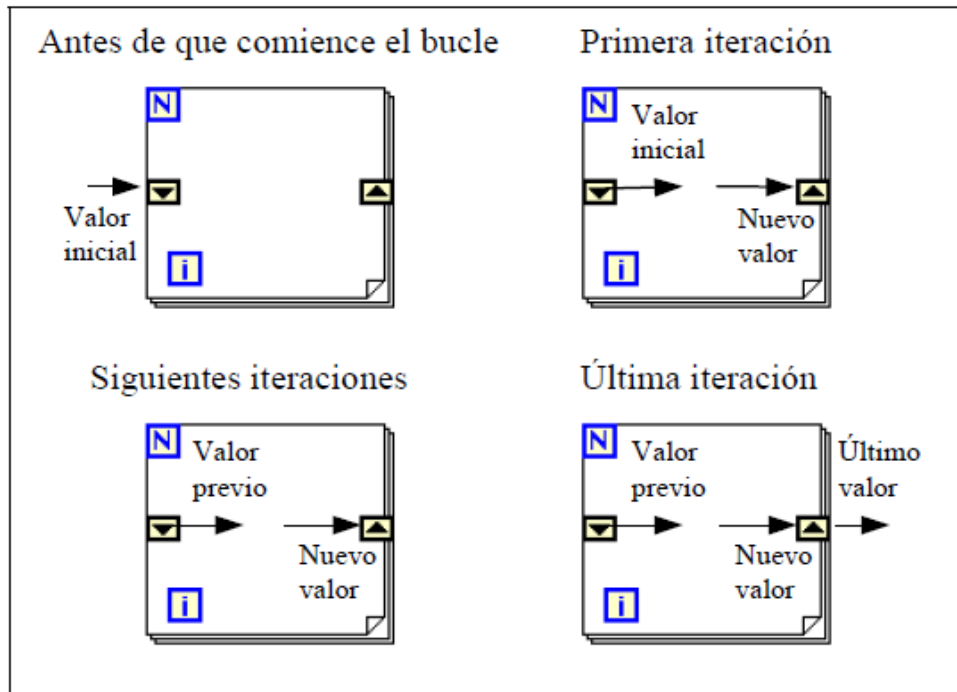 Antes de que comience el bucle
N
Valor
inicial
i
Primera iteración
N
Valor
inicial
Nuevo
valor
i
Siguientes iteraciones
N
Valor
previo
Nuevo
valor
i
Última iteración
N
Valor
previo
Último
valor
Nuevo
valor
i